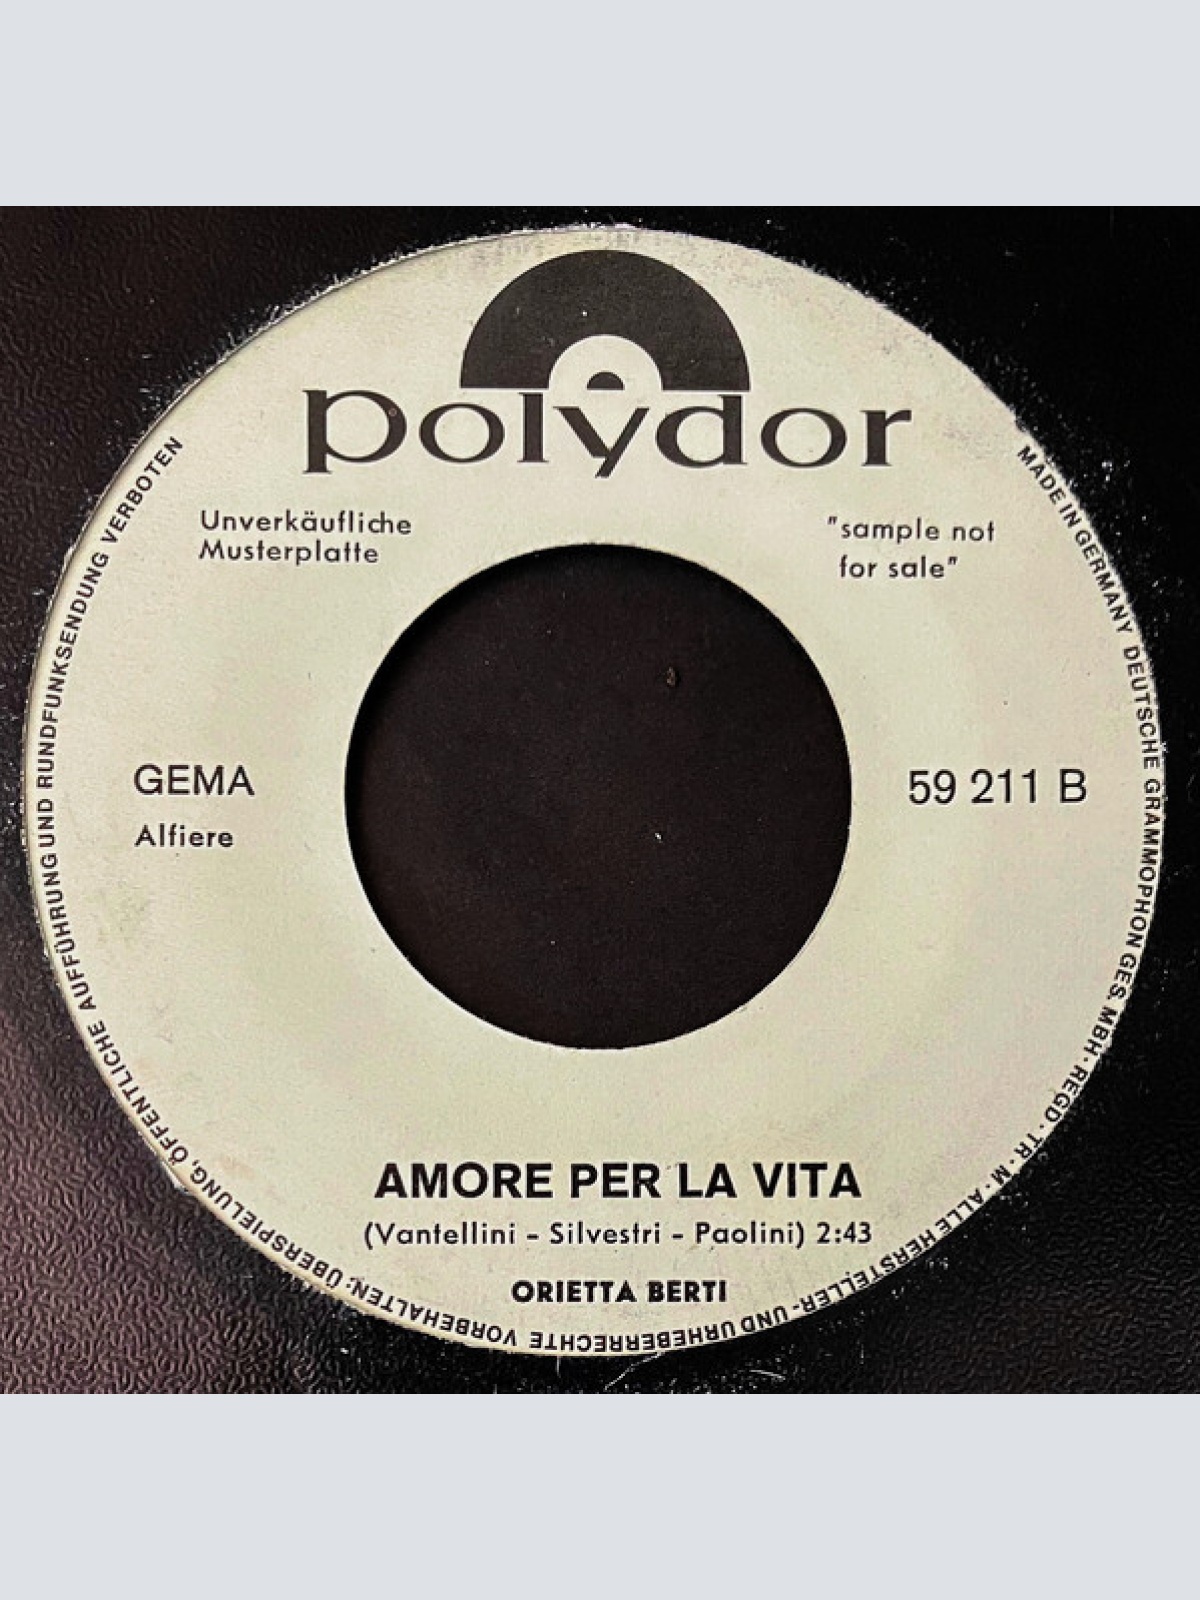 polydor
Unverkäufliche
Musterplatte
"sample not
for sale"
GEMA
Alfiere
59 211 B
AMORE PER LA VITA
(Vantellini - Silvestri - Paolini) 2:43
ORIETTA BERTI
MADE IN GERMANY DEUTSCHE GRAMMOPHON GES. MBH · REGD · TR · M · ALLE HERSTELLER- UND URHEBERRECHTE VORBEHALTEN: ÜBERSPIELUNG, ÖFFENTLICHE AUFFÜHRUNG UND RUNDFUNKSENDUNG VERBOTEN